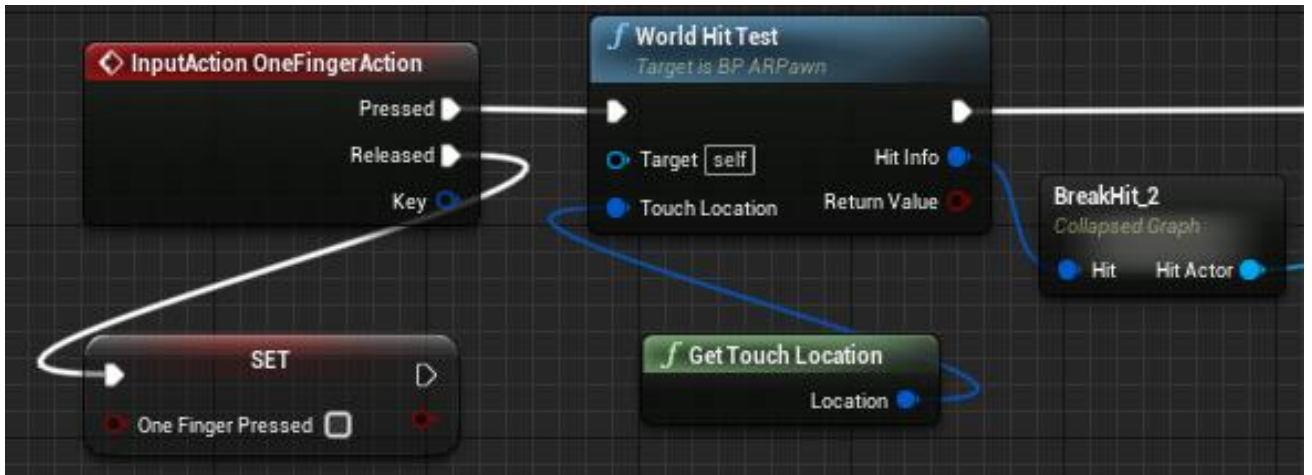 InputAction OneFingerAction
Pressed
Released
Key
f World Hit Test
Target is BP ARPawn
Target self
Hit Info
Touch Location
Return Value
BreakHit_2
Collapsed Graph
Hit
Hit Actor
SET
One Finger Pressed
f Get Touch Location
Location